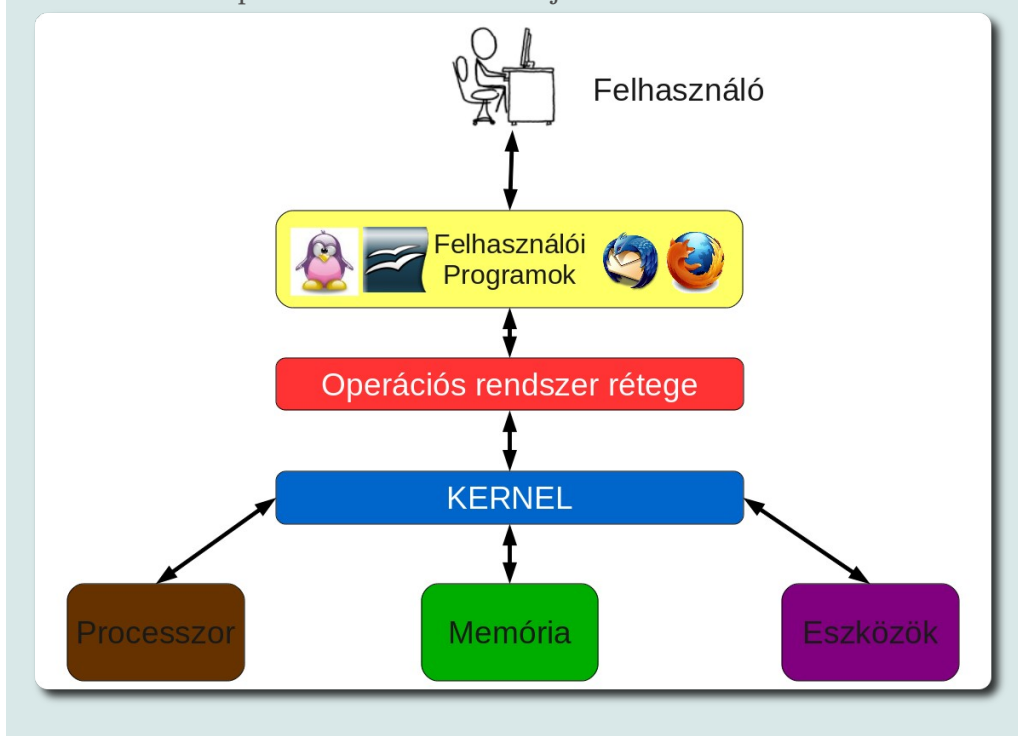 Felhasználó
Felhasználói
Programok
Operációs rendszer rétege
KERNEL
Processzor
Memória
Eszközök